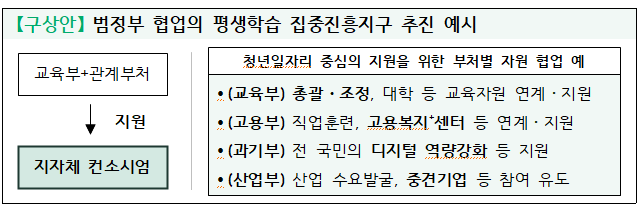 【구상안】 범정부 협업의 평생학습 집중진흥지구 추진 예시
교육부+관계부처
지원
지자체 컨소시엄
청년일자리 중심의 지원을 위한 부처별 자원 협업 예
• (교육부) 총괄·조정, 대학 등 교육자원 연계·지원
• (고용부) 직업훈련, 고용복지⁺센터 등 연계·지원
• (과기부) 전 국민의 디지털 역량강화 등 지원
• (산업부) 산업 수요발굴, 중견기업 등 참여 유도